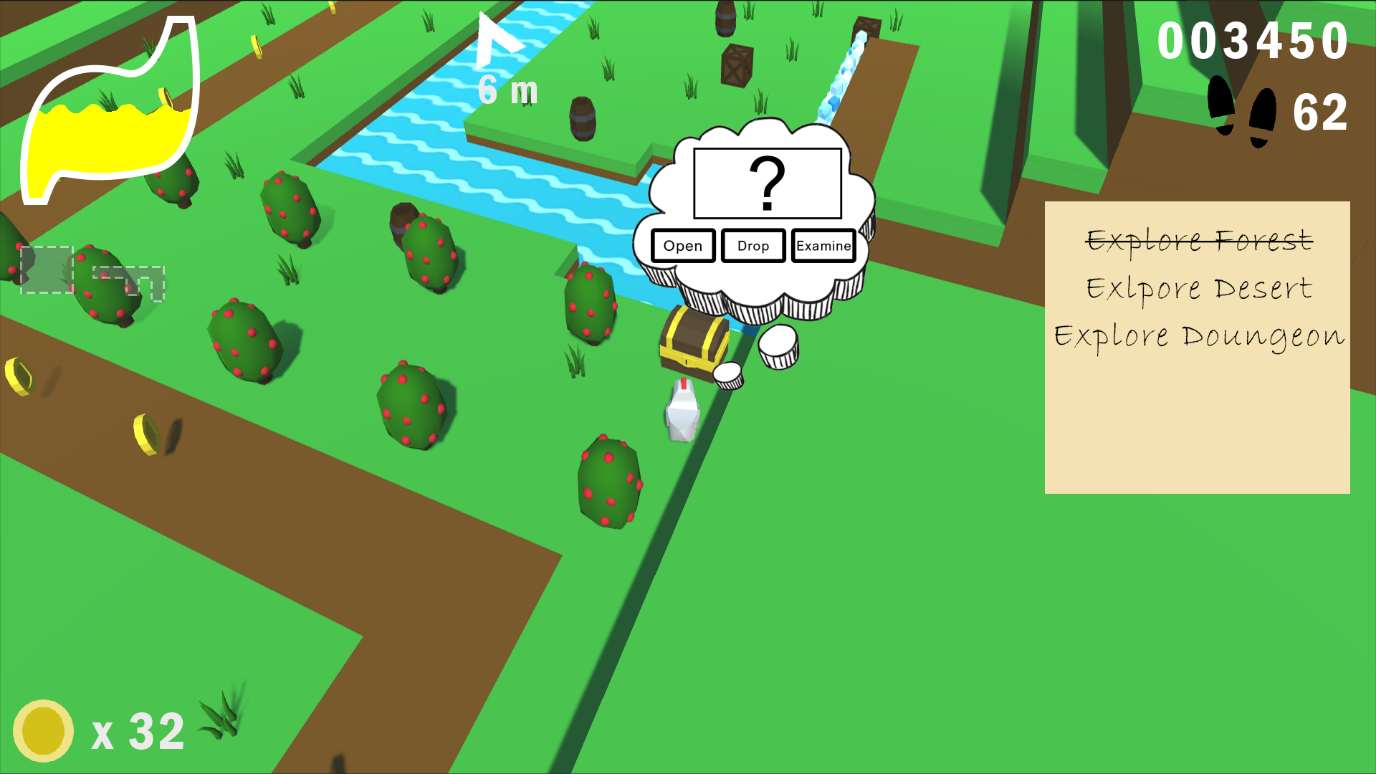 003450
6 m
62
?
Open Drop Examine
Explore Forest
Exlpore Desert
Explore Doungeon
x 32